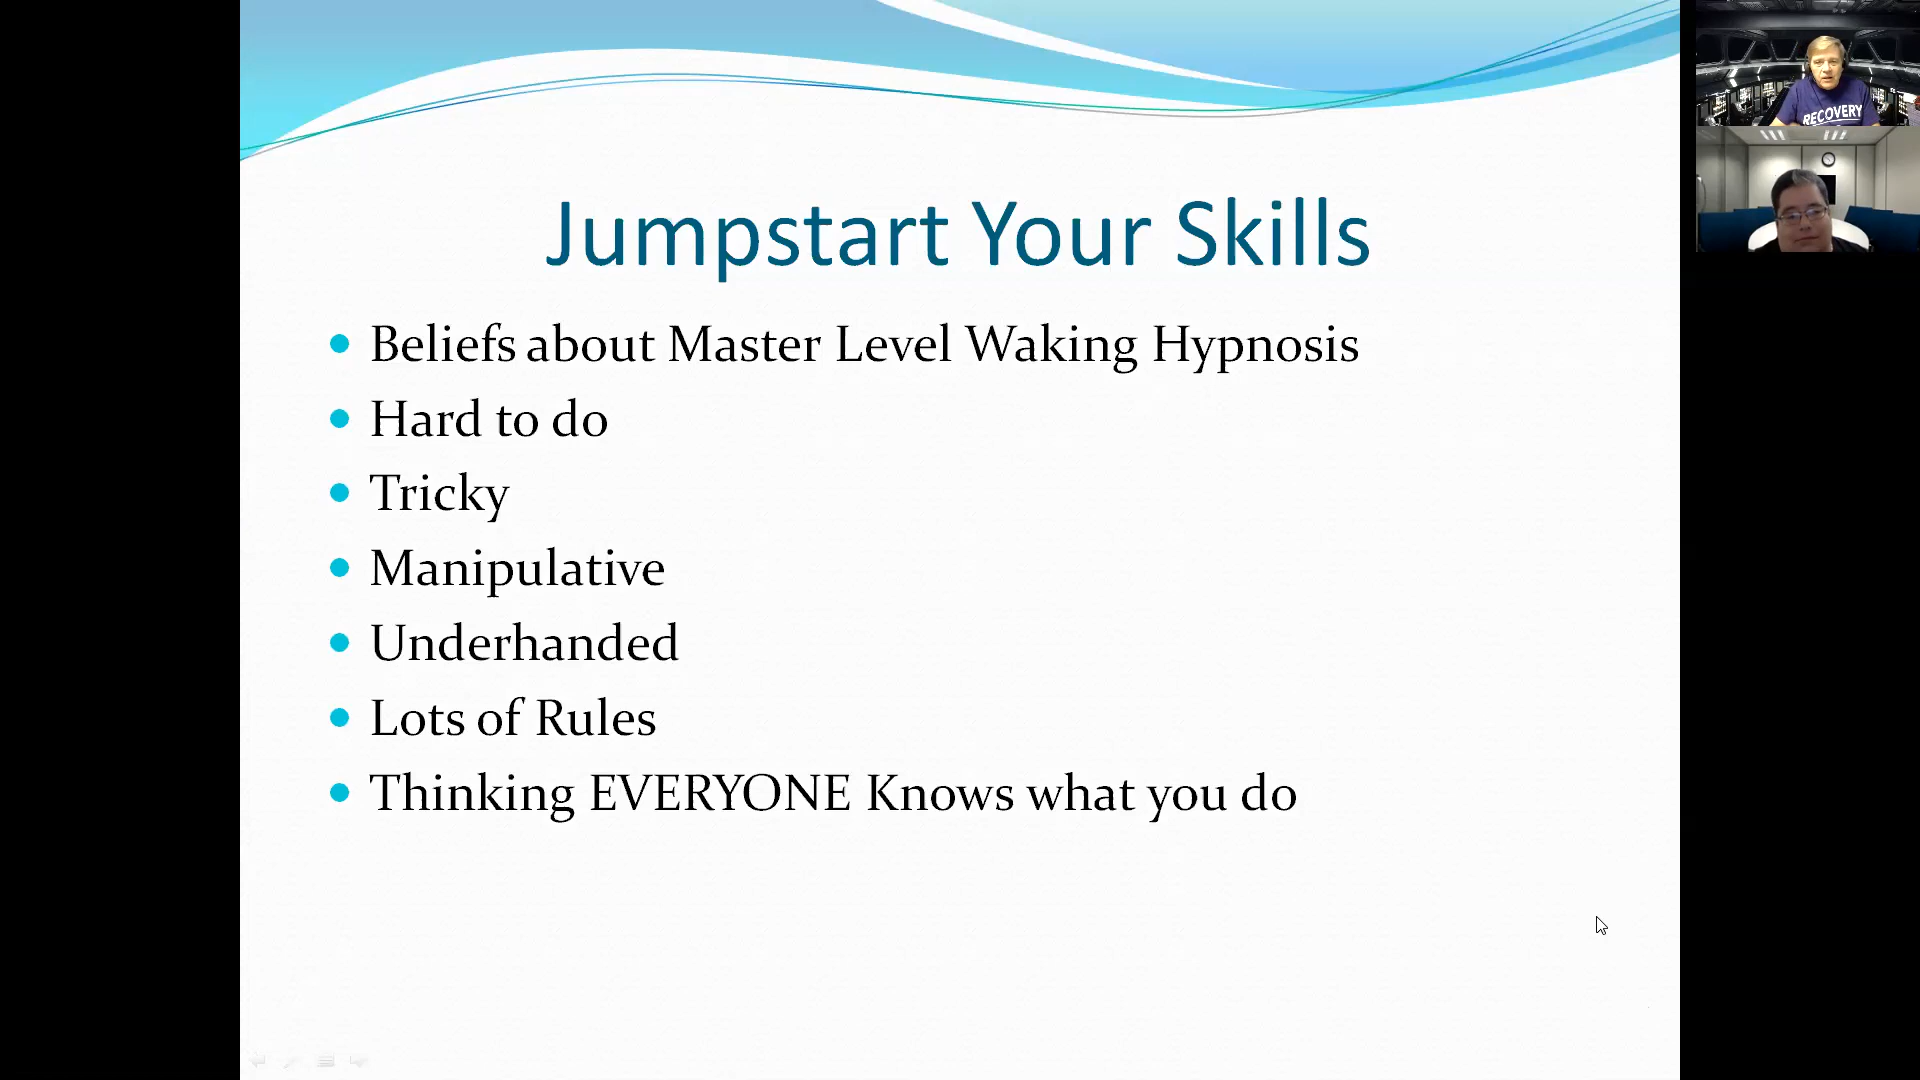 Jumpstart Your Skills
Beliefs about Master Level Waking Hypnosis
Hard to do
Tricky
Manipulative
Underhanded
Lots of Rules
Thinking EVERYONE Knows what you do
RECOVERY